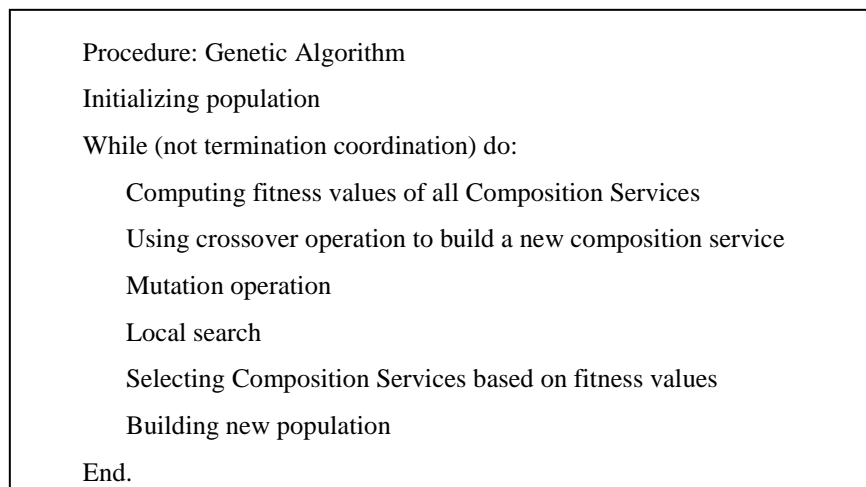 Procedure: Genetic Algorithm
Initializing population
While (not termination coordination) do:
Computing fitness values of all Composition Services
Using crossover operation to build a new composition service
Mutation operation
Local search
Selecting Composition Services based on fitness values
Building new population
End.